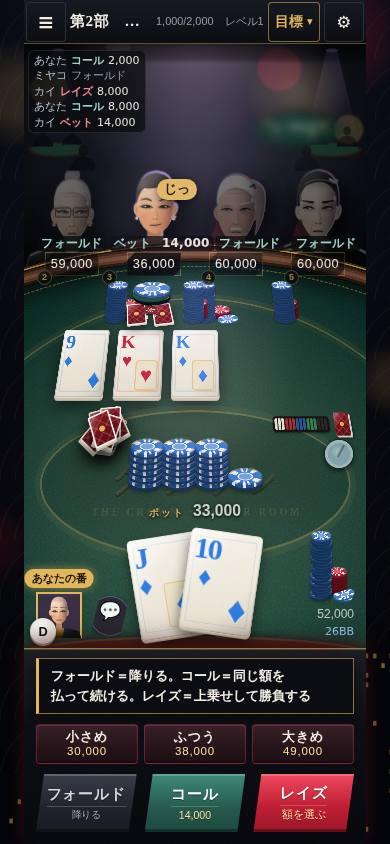 第2部 … 1,000/2,000 レベル1 目標▾
あなた コール 2,000
ミヤコ フォールド
カイ レイズ 8,000
あなた コール 8,000
カイ ベット 14,000
じっ
フォールド ベット 14,000 フォールド フォールド
59,000 36,000 60,000 60,000
2 3 4 5
9 K K
ポット 33,000
J 10
あなたの番
D
52,000
26BB
フォールド=降りる。コール=同じ額を
払って続ける。レイズ=上乗せして勝負する
小さめ ふつう 大きめ
30,000 38,000 49,000
フォールド コール レイズ
降りる 14,000 額を選ぶ